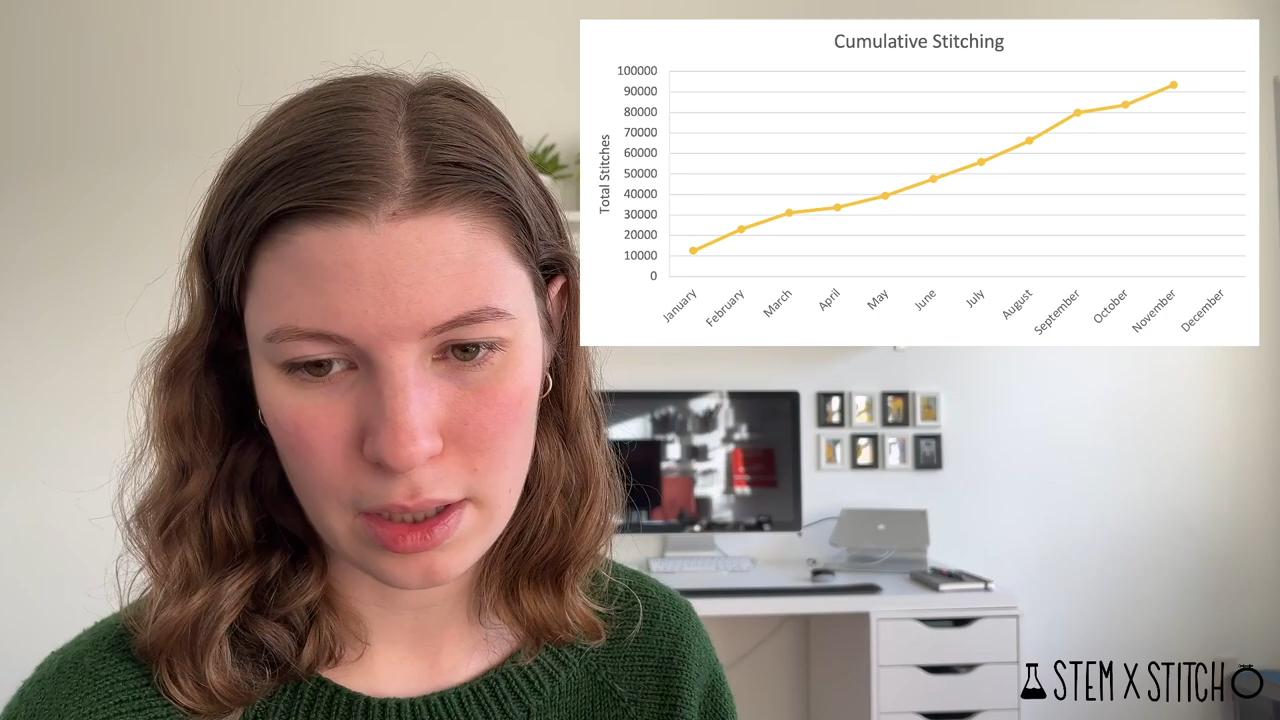 Cumulative Stitching
Total Stitches
100000
90000
80000
70000
60000
50000
40000
30000
20000
10000
0
January
February
March
April
May
June
July
August
September
October
November
December
STEM X STITCH